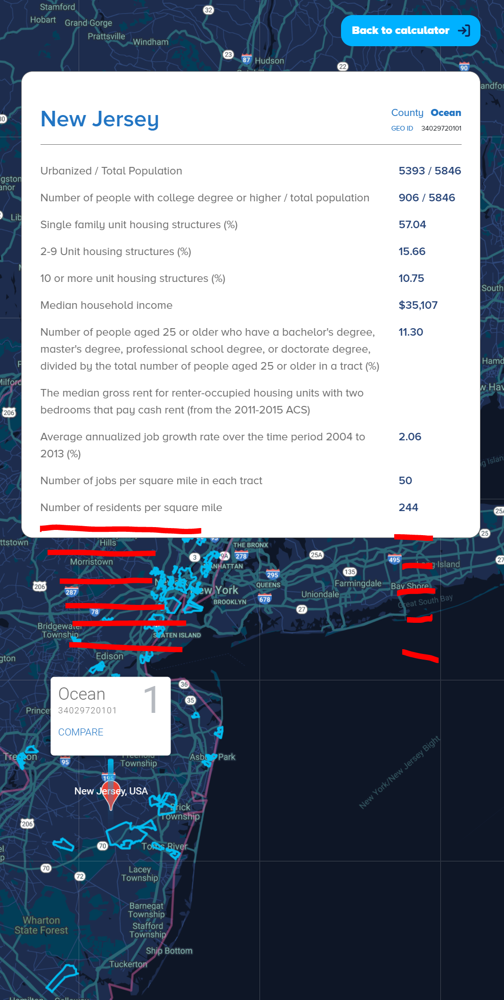 Stamford
Hobart
Grand Gorge
Prattsville
Windham
32
23
87
Hudson
22
90
Back to calculator
New Jersey
County Ocean
GEO ID 34029720101
Urbanized / Total Population 5393 / 5846
Number of people with college degree or higher / total population 906 / 5846
Single family unit housing structures (%) 57.04
2-9 Unit housing structures (%) 15.66
10 or more unit housing structures (%) 10.75
Median household income $35,107
Number of people aged 25 or older who have a bachelor's degree, 11.30
master's degree, professional school degree, or doctorate degree,
divided by the total number of people aged 25 or older in a tract (%)
The median gross rent for renter-occupied housing units with two
bedrooms that pay cash rent (from the 2011-2015 ACS)
Average annualized job growth rate over the time period 2004 to 2.06
2013 (%)
Number of jobs per square mile in each tract 50
Number of residents per square mile 244
206
South
25A
25
Hills
THE BRONX
Morristown
3
9A
278
MANHATTAN
25A
495
Long Island
27
206
287
Newark
New York
295
QUEENS
135
Farmingdale
Bay Shore
Uniondale
BROOKLYN
678
27
Great South Bay
78
Bridgewater
Township
STATEN ISLAND
Edison
Ocean 1
34029720101
COMPARE
36
35
Trenton
95
Freehold
Township
Asbury Park
195
New Jersey, USA
New York/New Jersey Bight
Brick
Township
206
70
Toms River
70
72
Lacey
Township
Barnegat
Township
Wharton
State Forest
Stafford
Township
Ship Bottom
Tuckerton